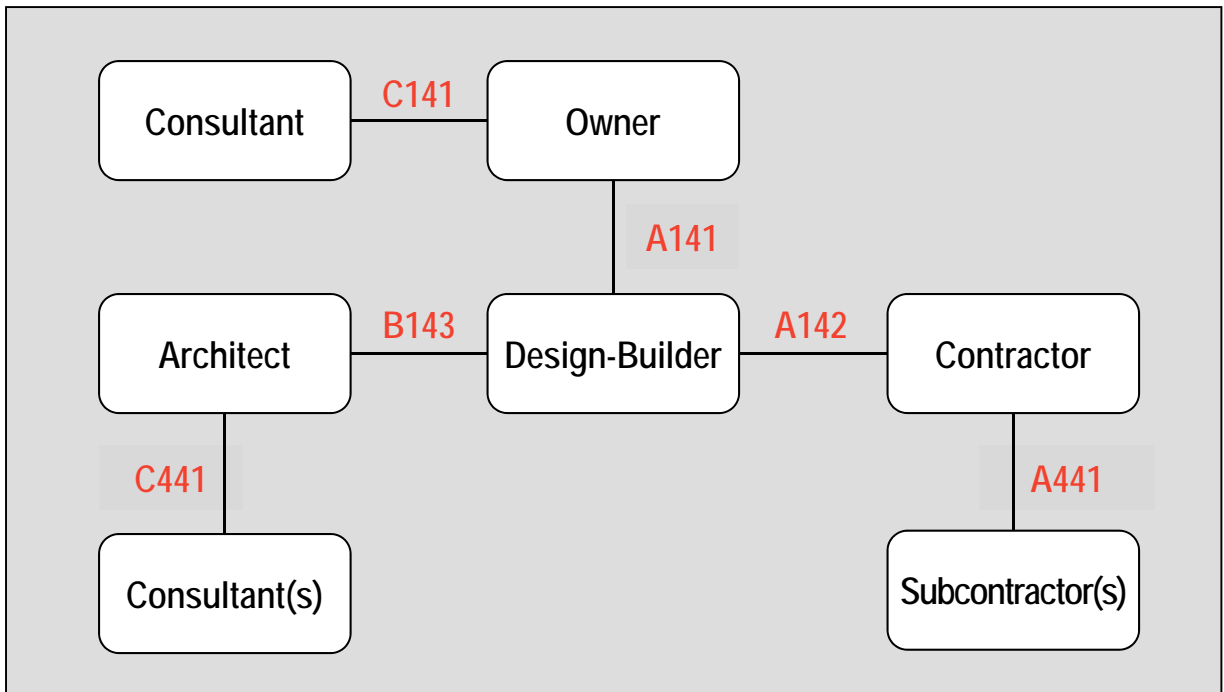 Consultant
C141
Owner
A141
Architect
B143
Design-Builder
A142
Contractor
C441
A441
Consultant(s)
Subcontractor(s)